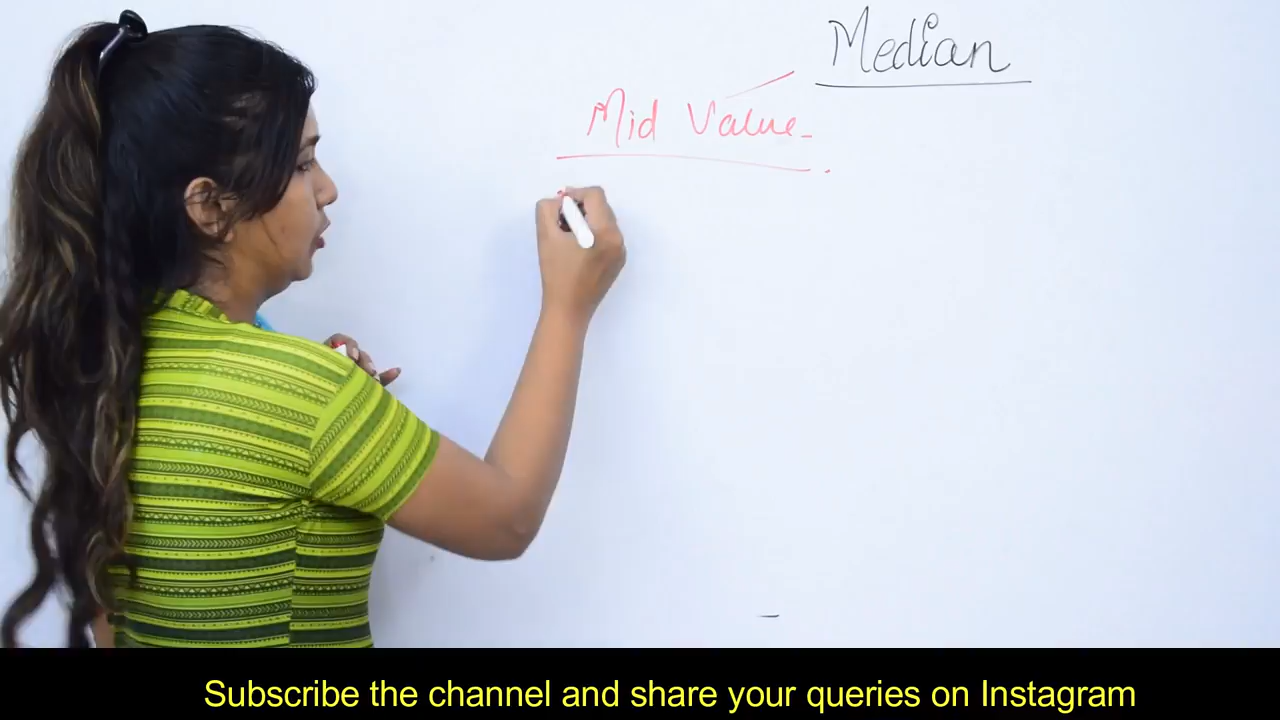 Median
Mid Value
Subscribe the channel and share your queries on Instagram